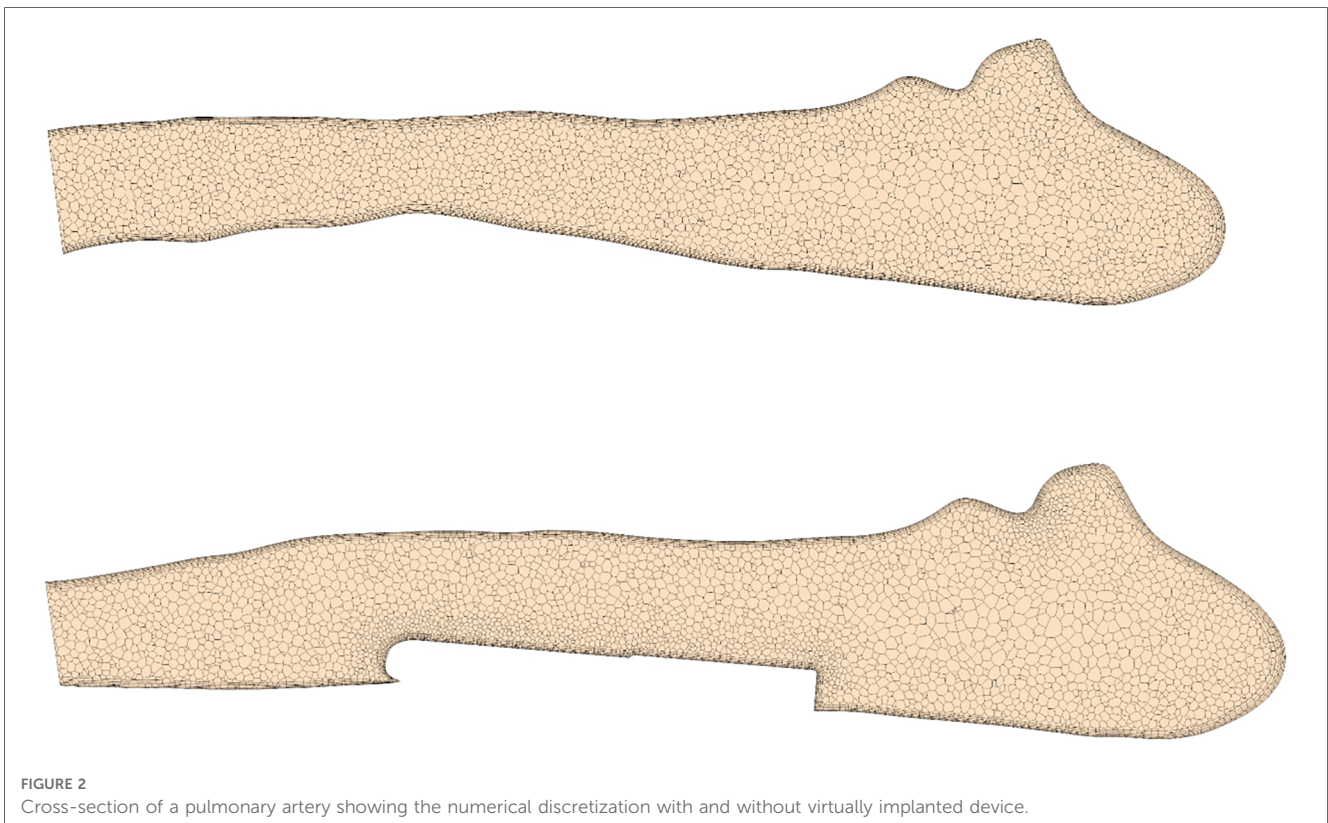 FIGURE 2
Cross-section of a pulmonary artery showing the numerical discretization with and without virtually implanted device.